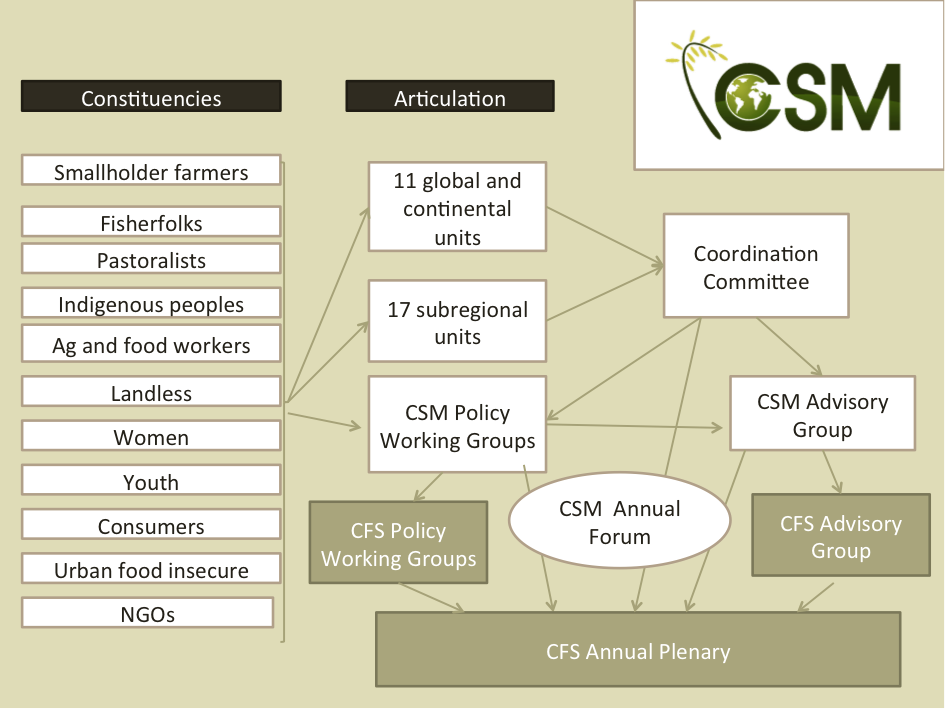 CSM
Constituencies
Articulation
Smallholder farmers
Fisherfolks
Pastoralists
Indigenous peoples
Ag and food workers
Landless
Women
Youth
Consumers
Urban food insecure
NGOs
11 global and
continental
units
17 subregional
units
CSM Policy
Working Groups
CFS Policy
Working Groups
Coordination
Committee
CSM Advisory
Group
CSM Annual
Forum
CFS Advisory
Group
CFS Annual Plenary